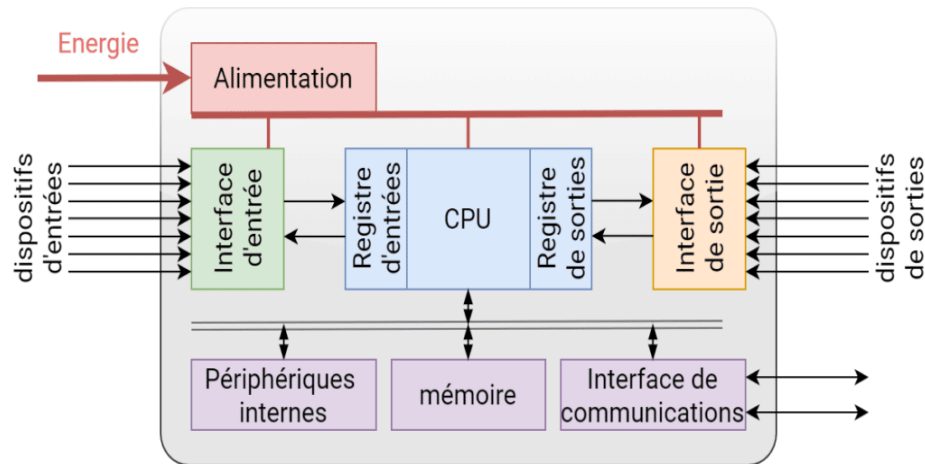 Energie
Alimentation
dispositifs
d'entrées
Interface
d'entrée
Registre
d'entrées
CPU
Registre
de sorties
Interface
de sortie
dispositifs
de sorties
Périphériques
internes
mémoire
Interface de
communications